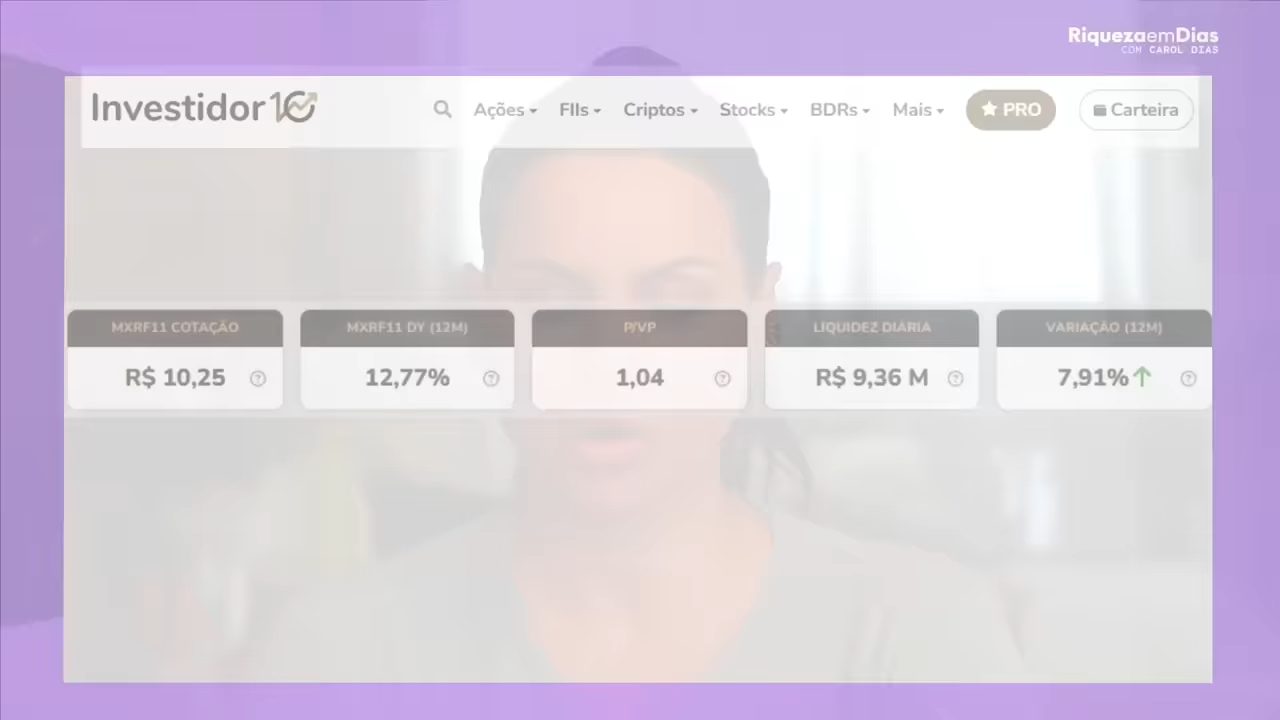 RiquezaemDias
COM CAROL DIAS
Investidor10
Ações FIIs Criptos Stocks BDRs Mais PRO Carteira
MXRF11 COTAÇÃO MXRF11 DY (12M) P/VP LIQUIDEZ DIÁRIA VARIAÇÃO (12M)
R$ 10,25 12,77% 1,04 R$ 9,36 M 7,91%